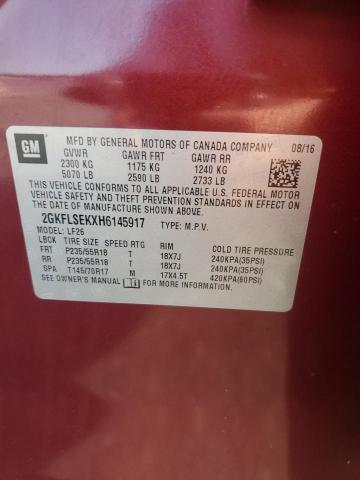 GM
MFD BY GENERAL MOTORS OF CANADA COMPANY 08/16
GVWR GAWR FRT GAWR RR
2300 KG 1175 KG 1240 KG
5070 LB 2590 LB 2733 LB
THIS VEHICLE CONFORMS TO ALL APPLICABLE U.S. FEDERAL
MOTOR VEHICLE SAFETY, BUMPER, AND THEFT
PREVENTION STANDARDS IN EFFECT ON THE
DATE OF MANUFACTURE SHOWN ABOVE.
2GKFLSEKXH6145917 TYPE: M.P.V.
MODEL: LF26
LBCK TIRE SIZE SPEED RTG RIM COLD TIRE PRESSURE
FRT P235/55R18 T 18X7J 240KPA(35PSI)
RR P235/55R18 T 18X7J 240KPA(35PSI)
SPA T145/70R17 M 17X4.5T 420KPA(60PSI)
SEE OWNER'S MANUAL FOR MORE INFORMATION.